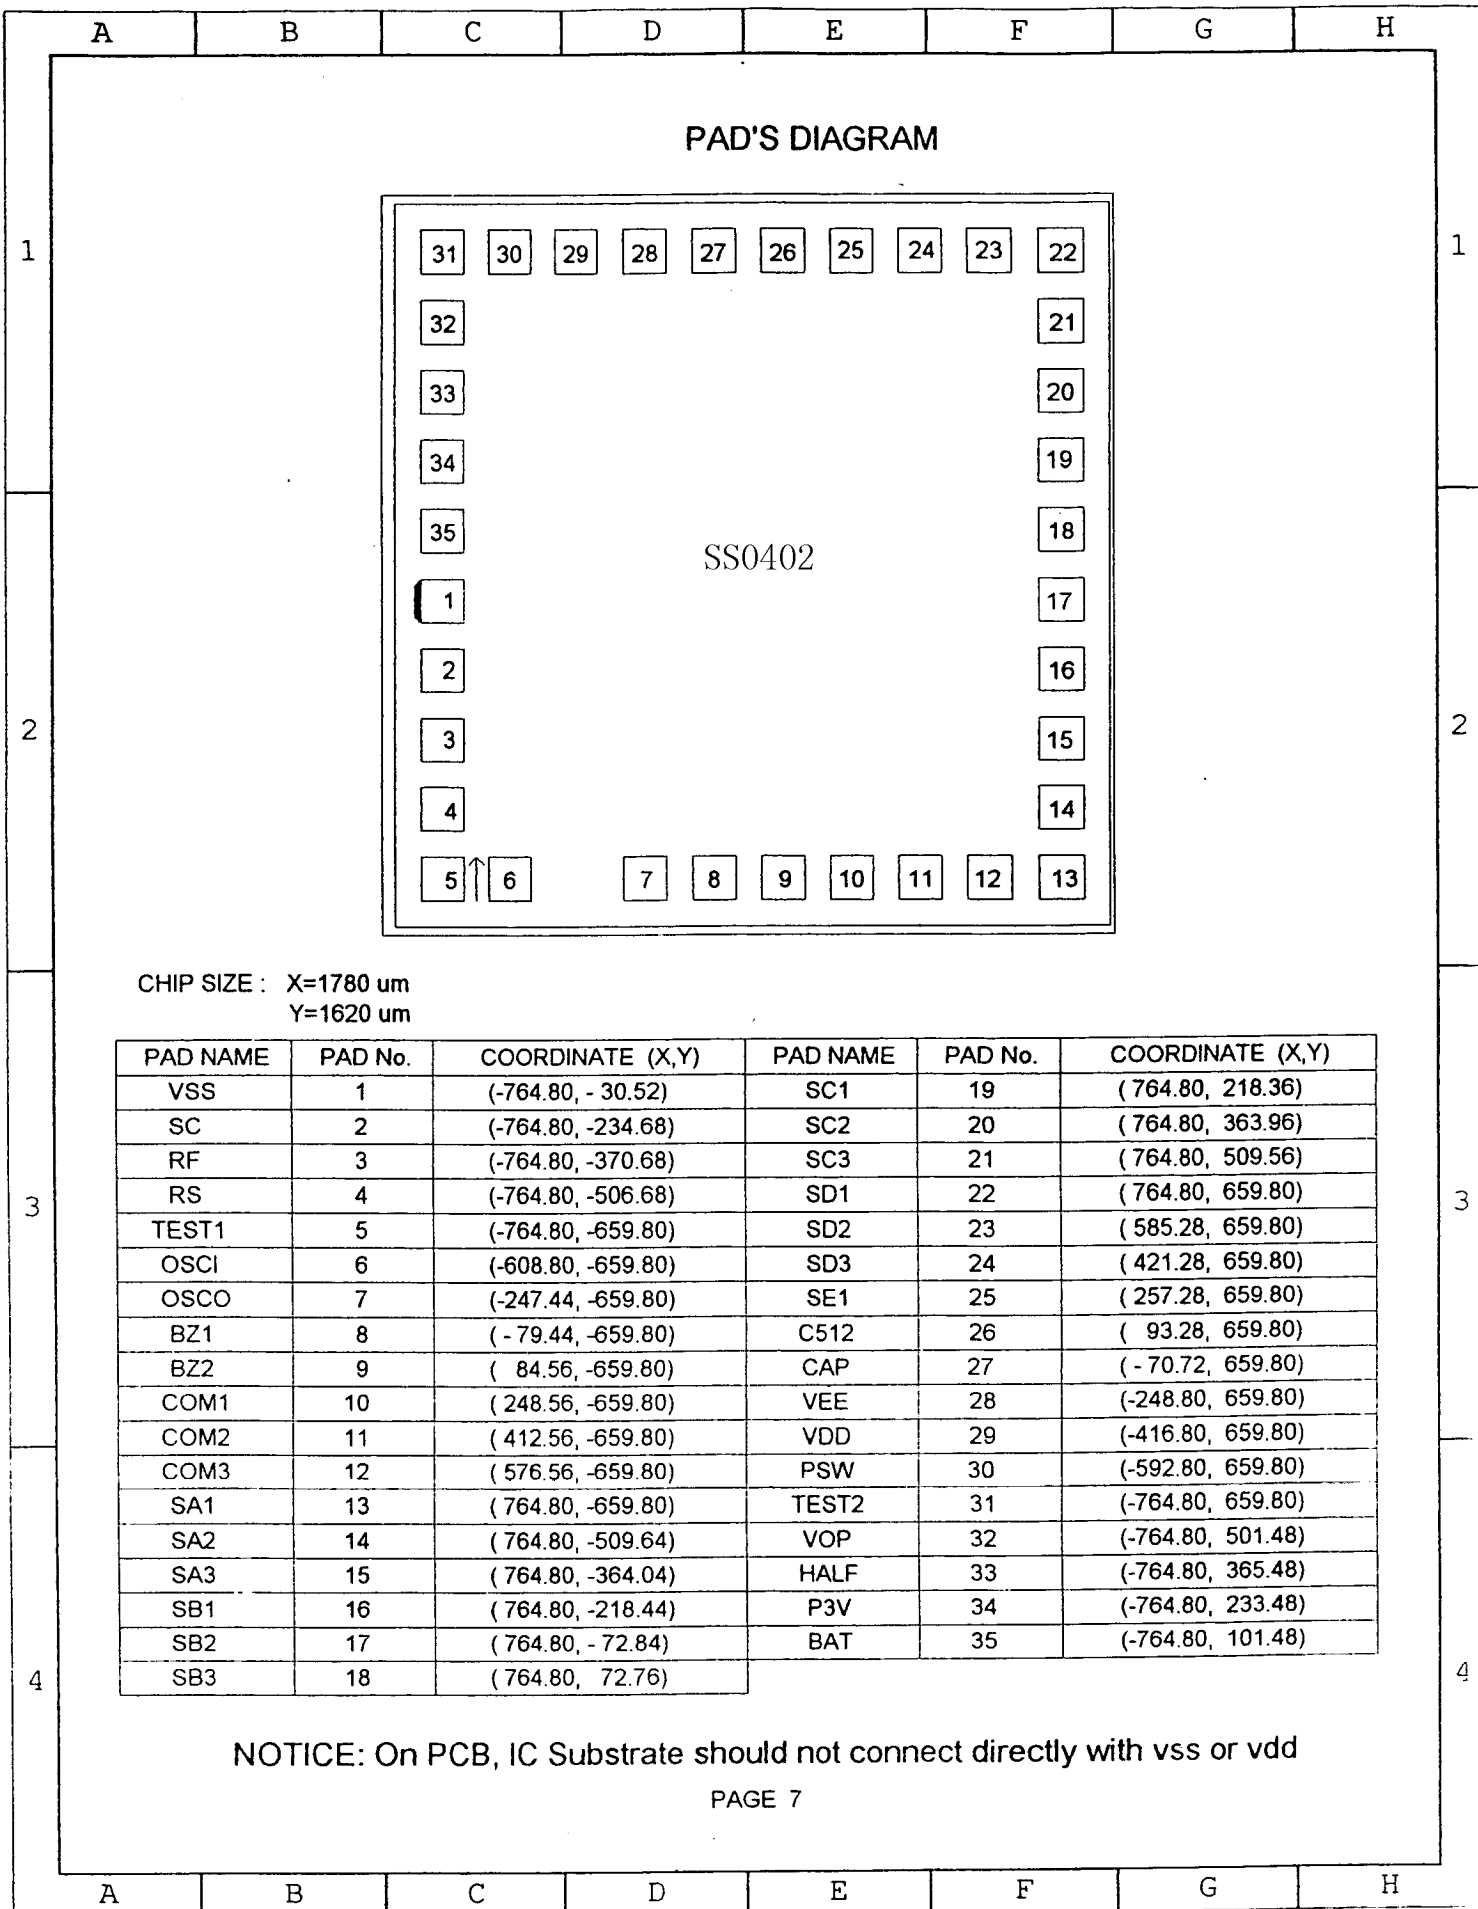 A B C D E F G H
PAD'S DIAGRAM
1 1
31 30 29 28 27 26 25 24 23 22
32 21
33 20
34 19
35 18
SS0402
1 17
2 16
2 2
3 15
4 14
5 6 7 8 9 10 11 12 13
CHIP SIZE : X=1780 um
Y=1620 um
PAD NAME PAD No. COORDINATE (X,Y) PAD NAME PAD No. COORDINATE (X,Y)
VSS 1 (-764.80, - 30.52) SC1 19 ( 764.80, 218.36)
SC 2 (-764.80, -234.68) SC2 20 ( 764.80, 363.96)
RF 3 (-764.80, -370.68) SC3 21 ( 764.80, 509.56)
RS 4 (-764.80, -506.68) SD1 22 ( 764.80, 659.80)
3 3
TEST1 5 (-764.80, -659.80) SD2 23 ( 585.28, 659.80)
OSCI 6 (-608.80, -659.80) SD3 24 ( 421.28, 659.80)
OSCO 7 (-247.44, -659.80) SE1 25 ( 257.28, 659.80)
BZ1 8 ( - 79.44, -659.80) C512 26 ( 93.28, 659.80)
BZ2 9 ( 84.56, -659.80) CAP 27 ( - 70.72, 659.80)
COM1 10 ( 248.56, -659.80) VEE 28 (-248.80, 659.80)
COM2 11 ( 412.56, -659.80) VDD 29 (-416.80, 659.80)
COM3 12 ( 576.56, -659.80) PSW 30 (-592.80, 659.80)
SA1 13 ( 764.80, -659.80) TEST2 31 (-764.80, 659.80)
SA2 14 ( 764.80, -509.64) VOP 32 (-764.80, 501.48)
SA3 15 ( 764.80, -364.04) HALF 33 (-764.80, 365.48)
SB1 16 ( 764.80, -218.44) P3V 34 (-764.80, 233.48)
SB2 17 ( 764.80, - 72.84) BAT 35 (-764.80, 101.48)
SB3 18 ( 764.80, 72.76)
4 4
NOTICE: On PCB, IC Substrate should not connect directly with vss or vdd
PAGE 7
A B C D E F G H